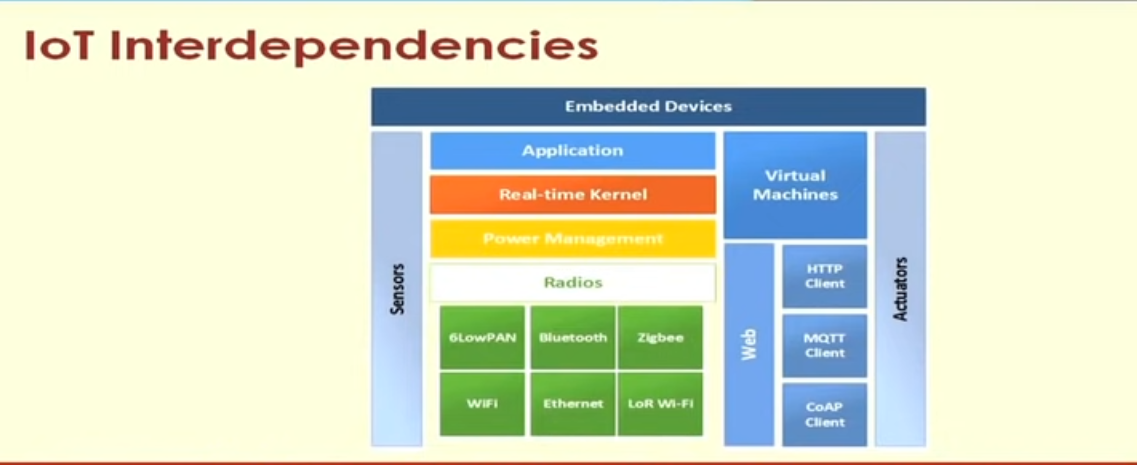 IoT Interdependencies
Embedded Devices
Sensors
Application
Real-time Kernel
Power Management
Radios
6LowPAN
Bluetooth
Zigbee
WiFi
Ethernet
LoR Wi-Fi
Virtual
Machines
Web
HTTP
Client
MQTT
Client
CoAP
Client
Actuators